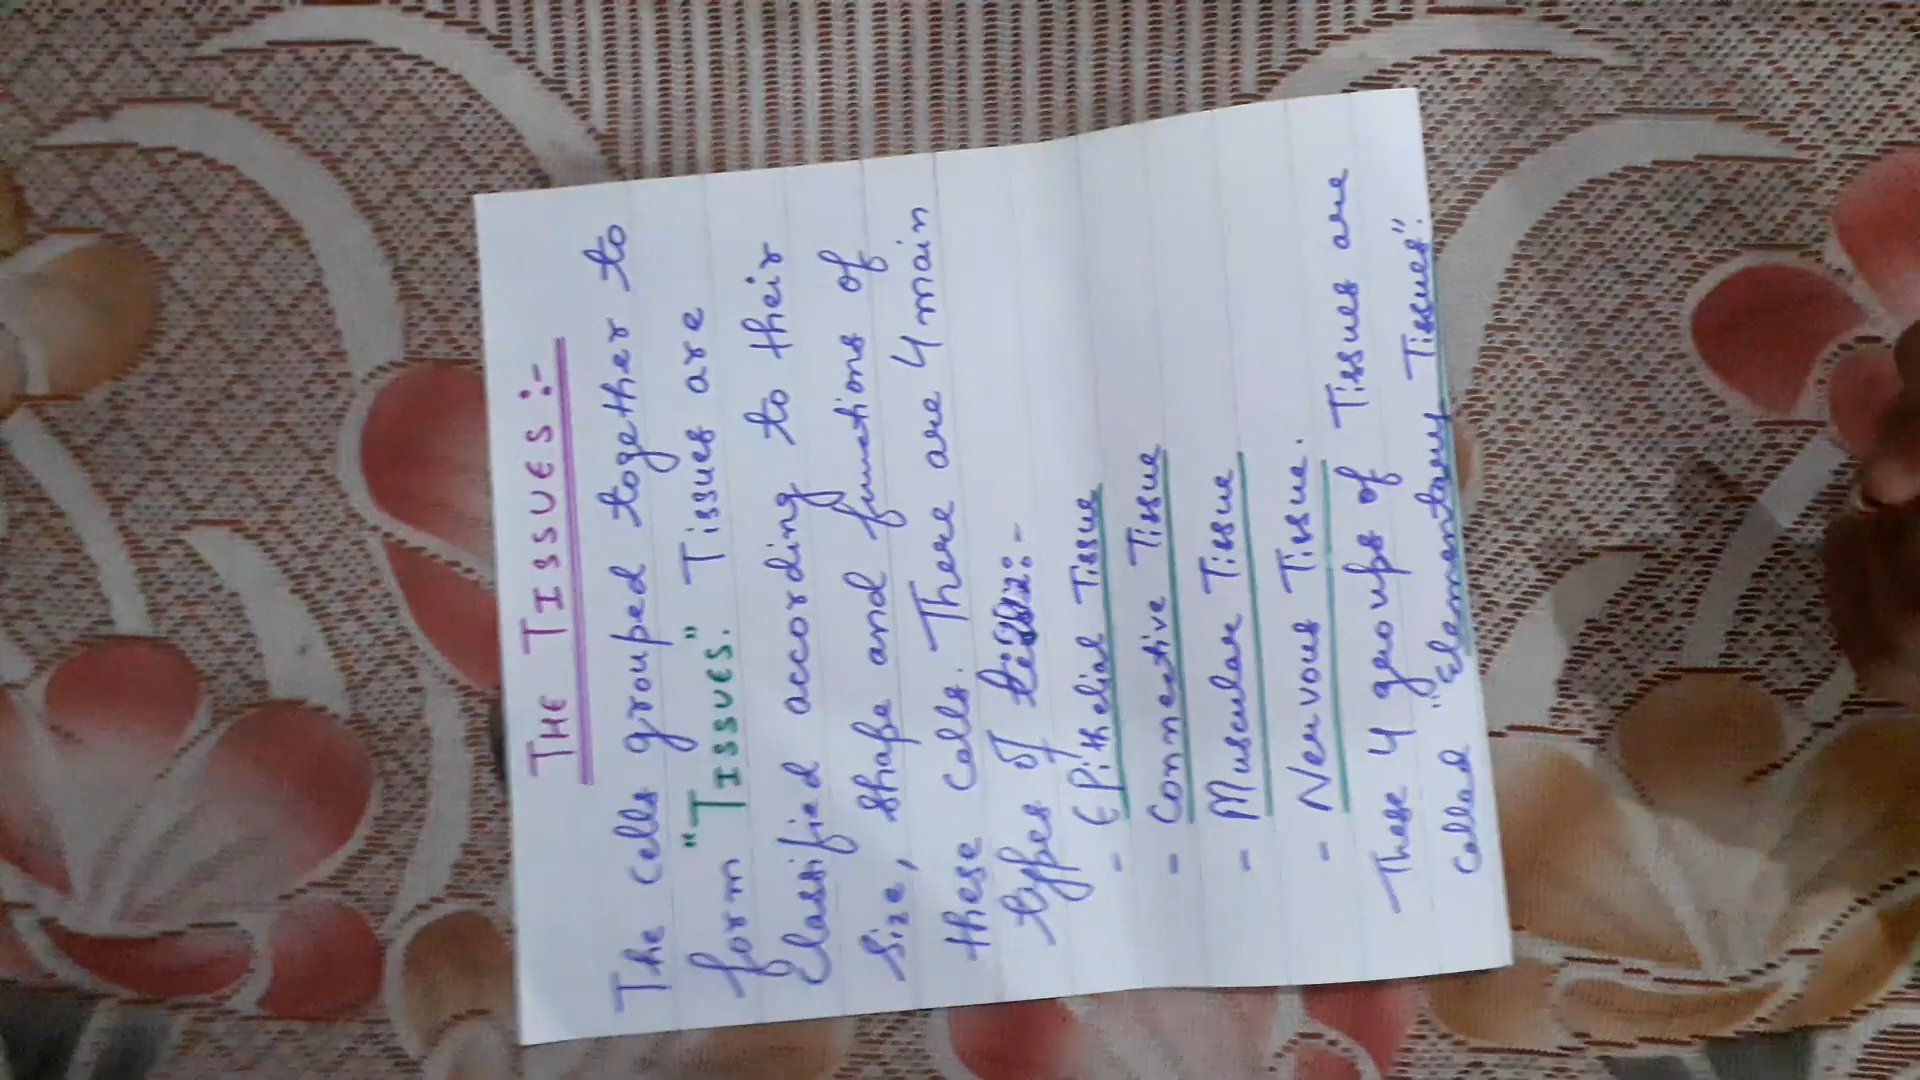 THE TISSUES:-
The cells grouped together to
form "TISSUES." Tissues are
Classified according to their
Size, shape and functions of
these cells. There are 4 main
types of :-
- EPithelial Tissue
- Connective Tissue
- Muscular Tissue
- Nervous Tissue.
These 4 groups of Tissues are
Called "Elementary Tissues".